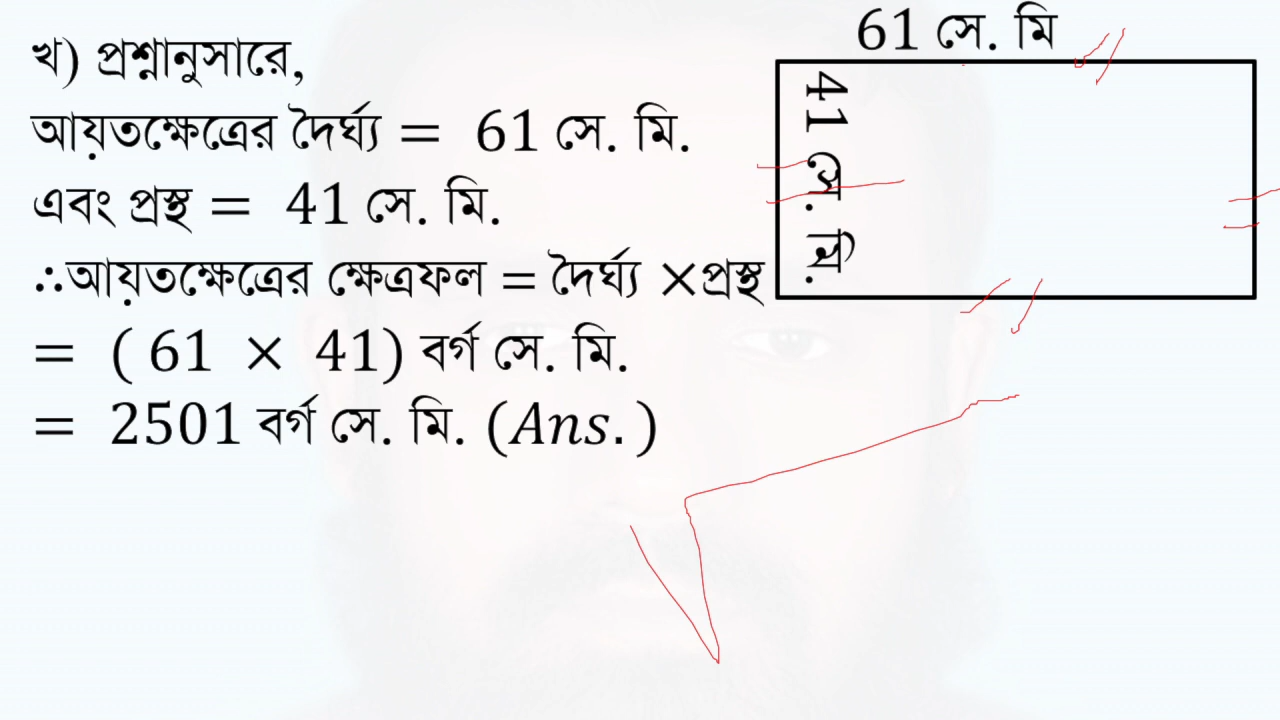 খ) প্রশ্নানুসারে,
আয়তক্ষেত্রের দৈর্ঘ্য = 61 সে. মি.
এবং প্রস্থ = 41 সে. মি.
∴আয়তক্ষেত্রের ক্ষেত্রফল = দৈর্ঘ্য ×প্রস্থ
= ( 61 × 41) বর্গ সে. মি.
= 2501 বর্গ সে. মি. (Ans.)
61 সে. মি
41 সে. মি.